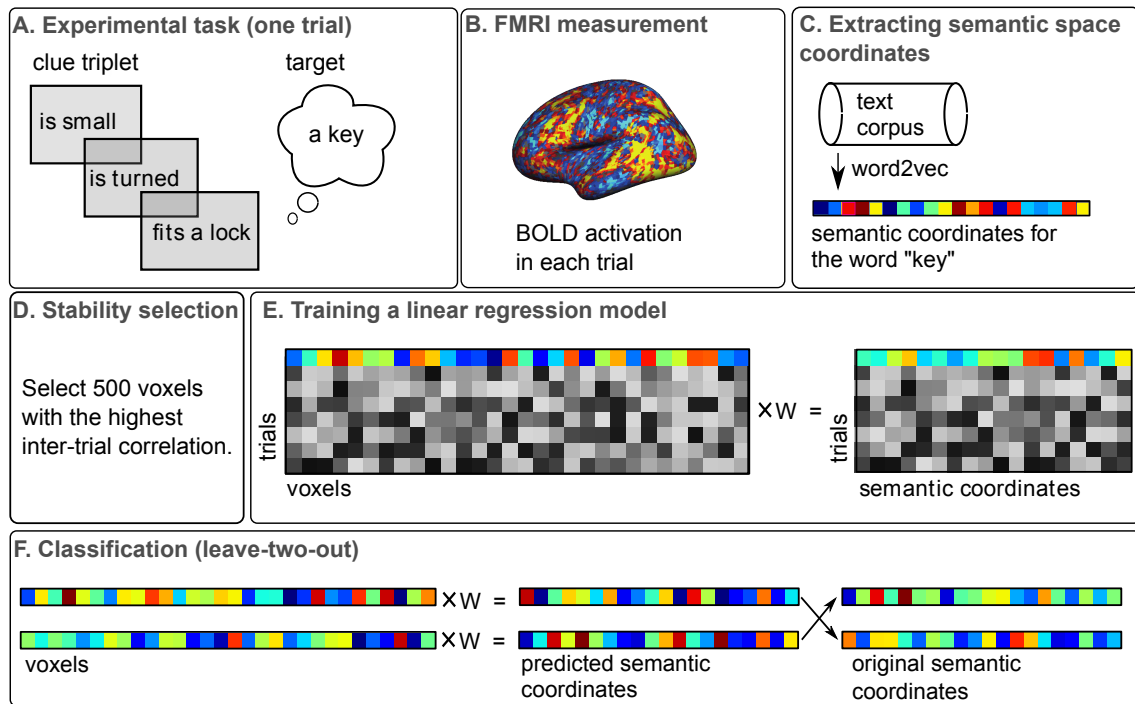 A. Experimental task (one trial)
clue triplet
target
is small
is turned
fits a lock
a key
B. FMRI measurement
BOLD activation
in each trial
C. Extracting semantic space
coordinates
text
corpus
word2vec
semantic coordinates for
the word "key"
D. Stability selection
Select 500 voxels
with the highest
inter-trial correlation.
E. Training a linear regression model
trials
voxels
×W =
trials
semantic coordinates
F. Classification (leave-two-out)
×W =
×W =
voxels
predicted semantic
coordinates
original semantic
coordinates